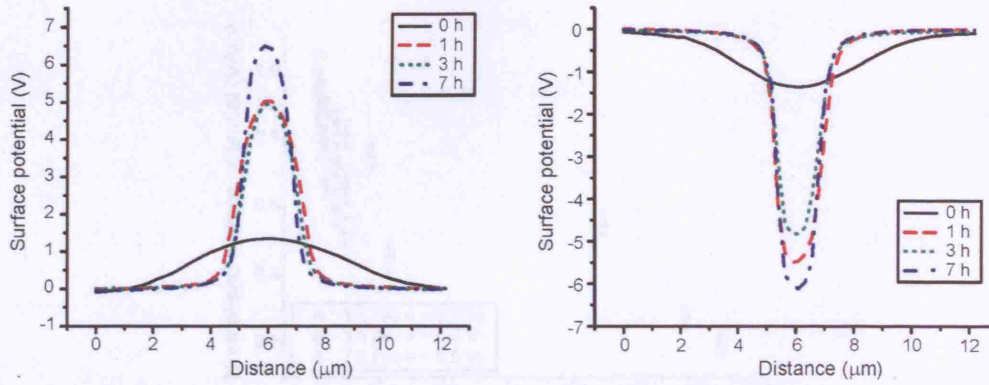 7
6
5
4
3
2
1
0
-1
Surface potential (V)
0 h
1 h
3 h
7 h
0 2 4 6 8 10 12
Distance (μm)
0
-1
-2
-3
-4
-5
-6
-7
Surface potential (V)
0 h
1 h
3 h
7 h
0 2 4 6 8 10 12
Distance (μm)